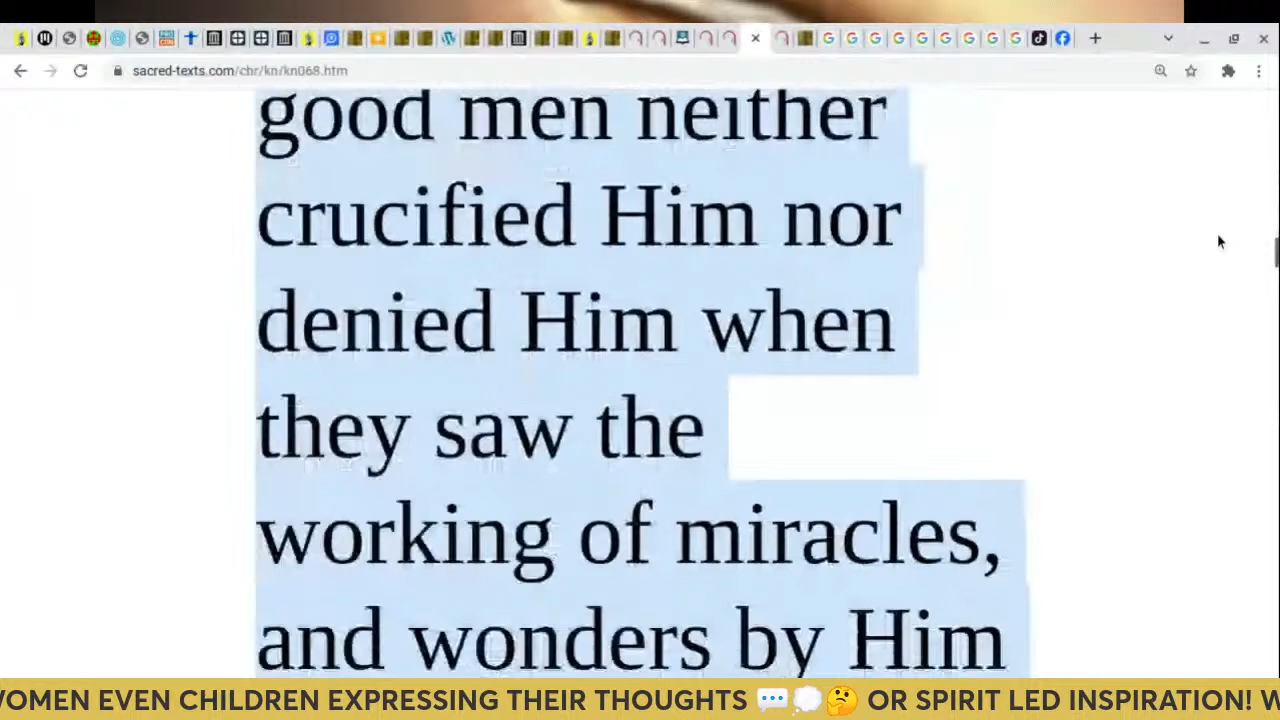 sacred-texts.com/chr/kn/kn068.htm
good men neither
crucified Him nor
denied Him when
they saw the
working of miracles,
and wonders by Him
WOMEN EVEN CHILDREN EXPRESSING THEIR THOUGHTS 💬💭🤔 OR SPIRIT LED INSPIRATION! W